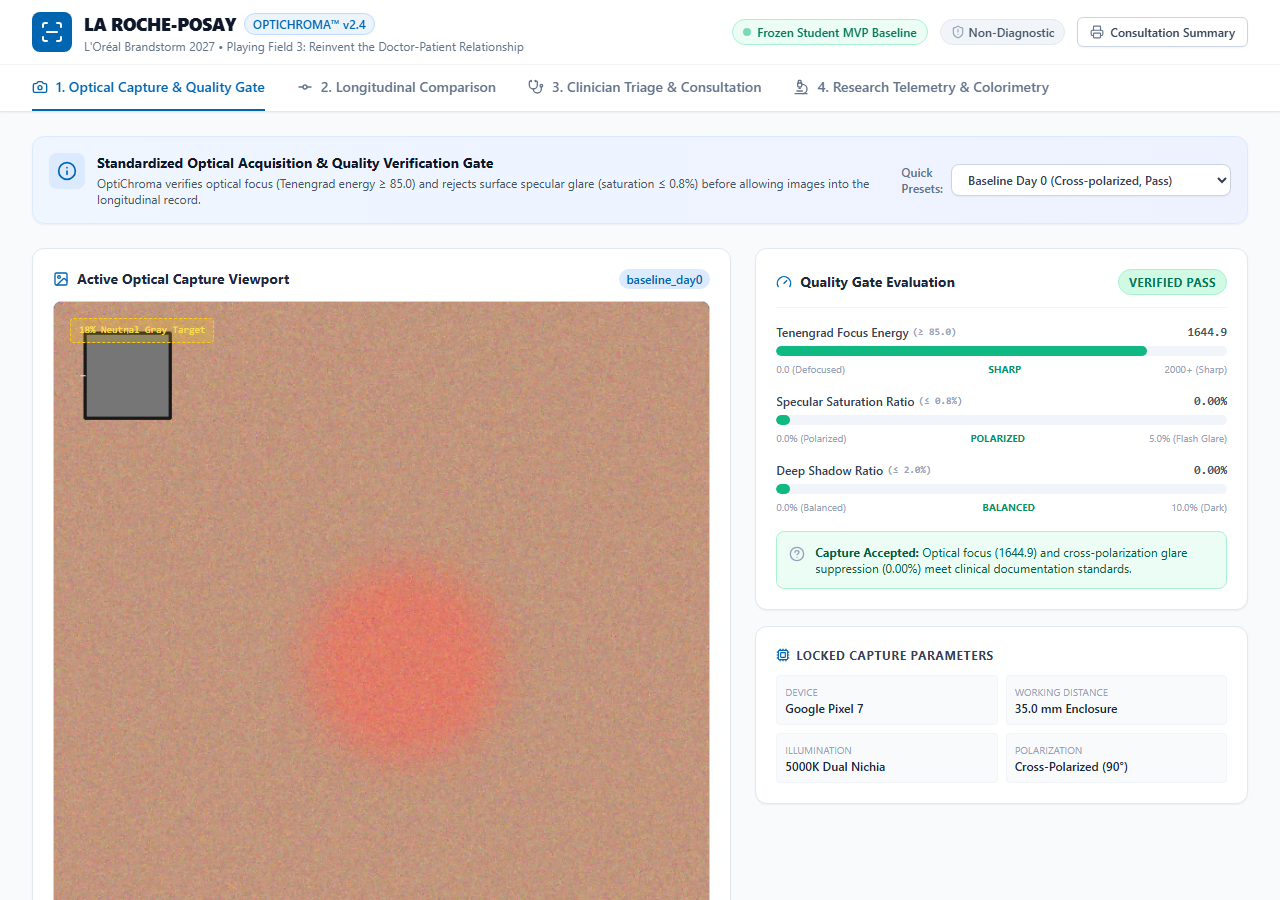 LA ROCHE-POSAY
OPTICHROMA™ v2.4
L'Oréal Brandstorm 2027 • Playing Field 3: Reinvent the Doctor-Patient Relationship
Frozen Student MVP Baseline
Non-Diagnostic
Consultation Summary
1. Optical Capture & Quality Gate
2. Longitudinal Comparison
3. Clinician Triage & Consultation
4. Research Telemetry & Colorimetry
Standardized Optical Acquisition & Quality Verification Gate
OptiChroma verifies optical focus (Tenengrad energy ≥ 85.0) and rejects surface specular glare (saturation ≤ 0.8%) before allowing images into the
longitudinal record.
Quick
Presets:
Baseline Day 0 (Cross-polarized, Pass)
Active Optical Capture Viewport
baseline_day0
18% Neutral Gray Target
Quality Gate Evaluation
VERIFIED PASS
Tenengrad Focus Energy (≥ 85.0)
1644.9
0.0 (Defocused)
SHARP
2000+ (Sharp)
Specular Saturation Ratio (≤ 0.8%)
0.00%
0.0% (Polarized)
POLARIZED
5.0% (Flash Glare)
Deep Shadow Ratio (≤ 2.0%)
0.00%
0.0% (Balanced)
BALANCED
10.0% (Dark)
Capture Accepted: Optical focus (1644.9) and cross-polarization glare
suppression (0.00%) meet clinical documentation standards.
LOCKED CAPTURE PARAMETERS
DEVICE
Google Pixel 7
WORKING DISTANCE
35.0 mm Enclosure
ILLUMINATION
5000K Dual Nichia
POLARIZATION
Cross-Polarized (90°)